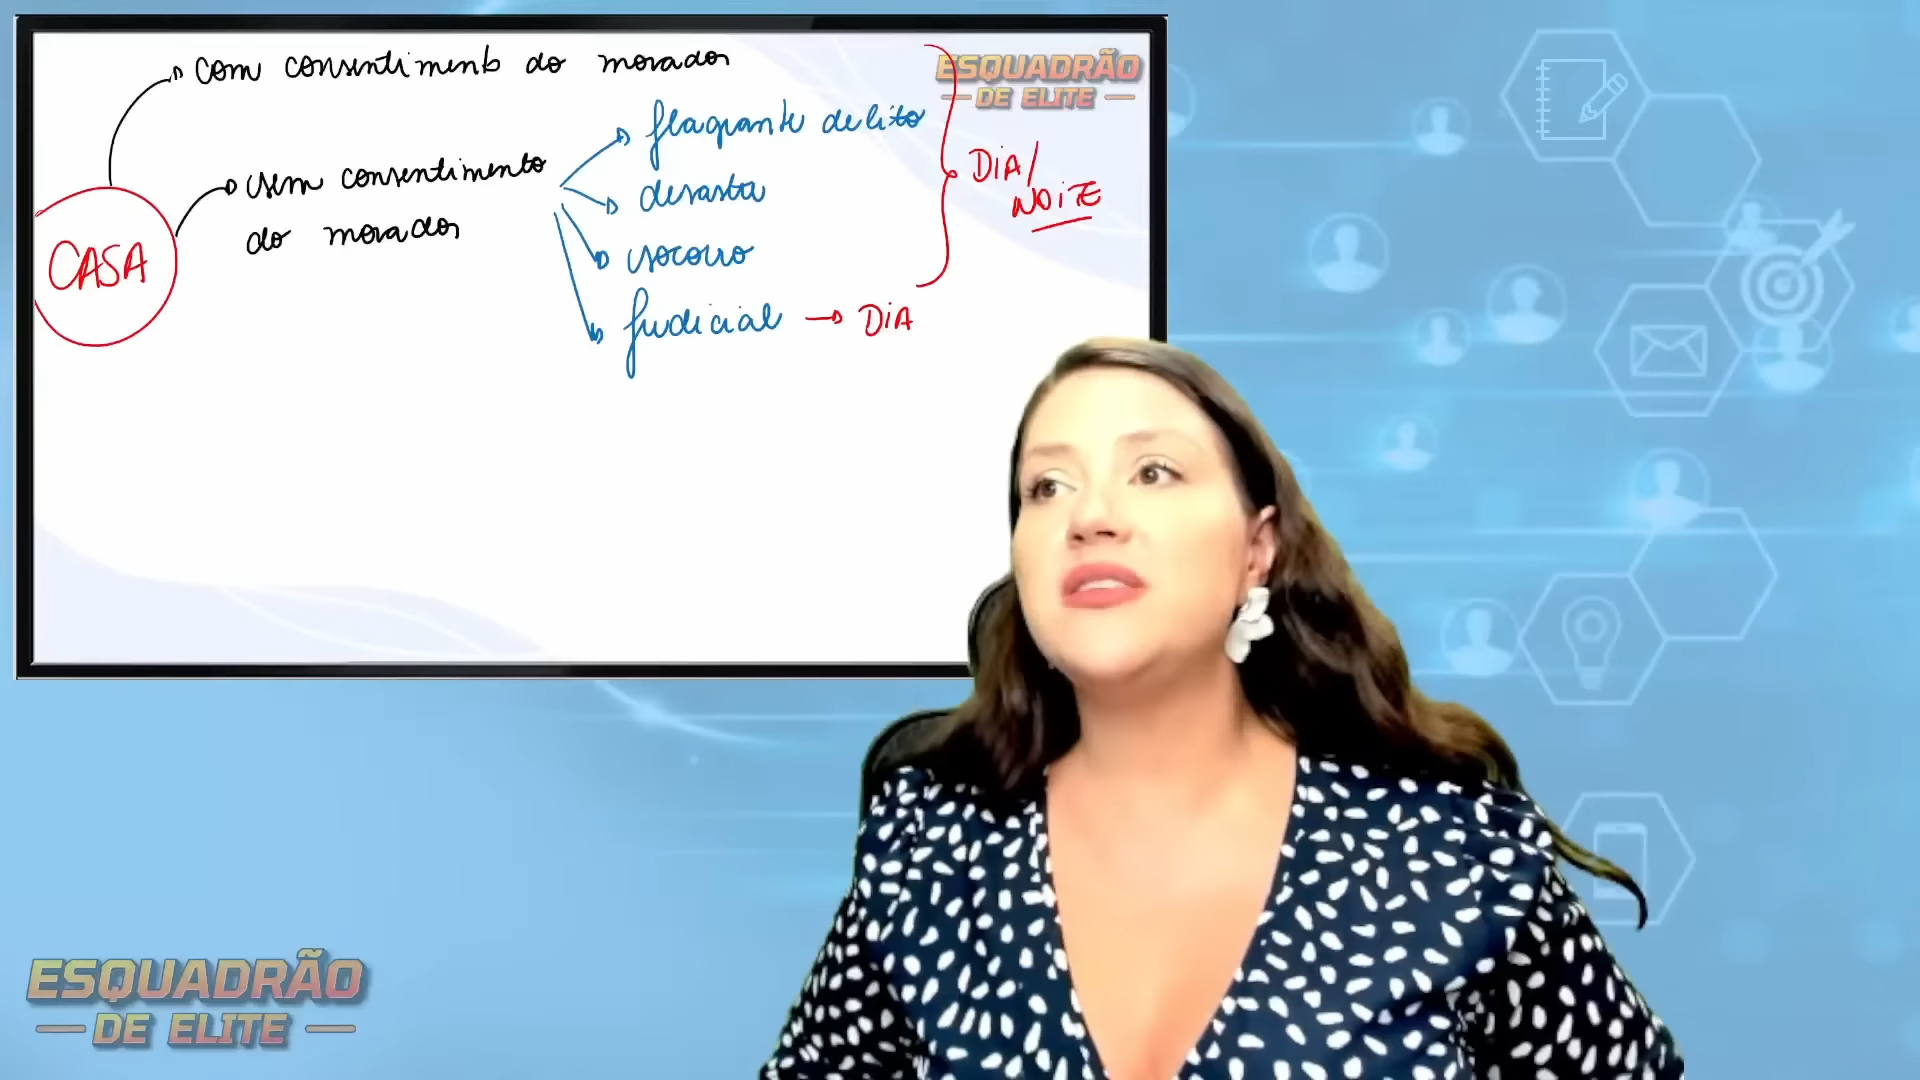 com consentimento do morador
ESQUADRÃO
DE ELITE
flagrante delito
sem consentimento
do morador
desastre
DIA/
NOITE
CASA
socorro
Judicial → DIA
ESQUADRÃO
DE ELITE